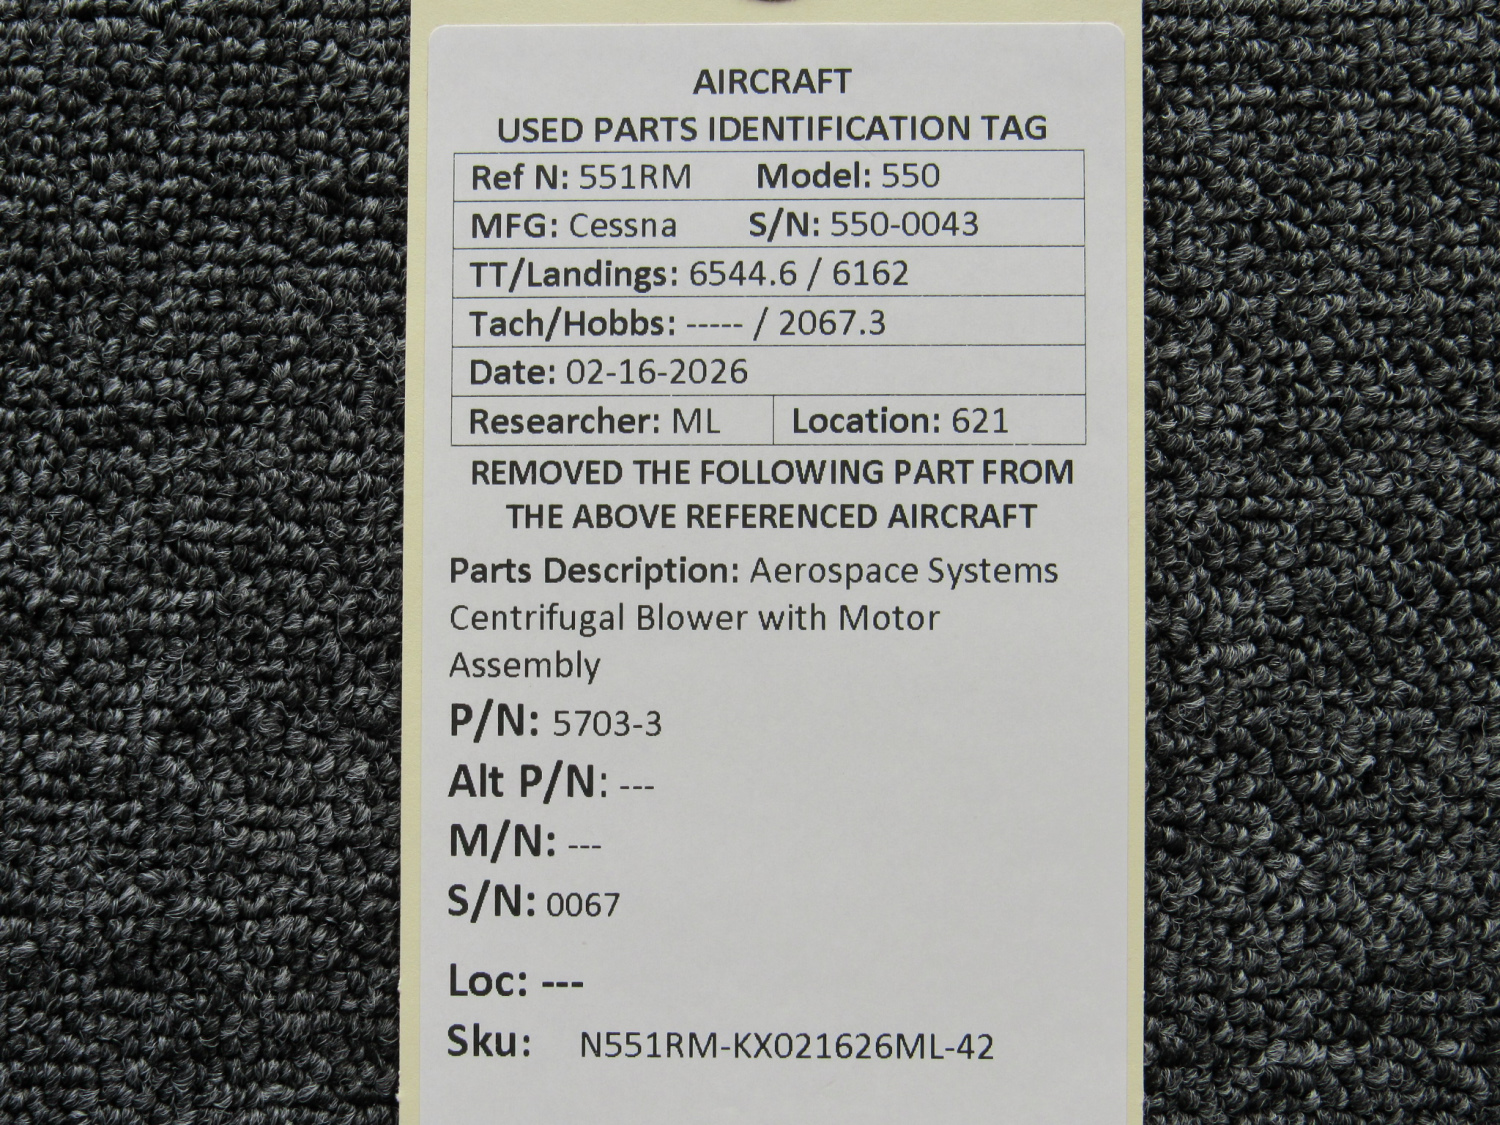 AIRCRAFT
USED PARTS IDENTIFICATION TAG
Ref N: 551RM Model: 550
MFG: Cessna S/N: 550-0043
TT/Landings: 6544.6 / 6162
Tach/Hobbs: ----- / 2067.3
Date: 02-16-2026
Researcher: ML Location: 621
REMOVED THE FOLLOWING PART FROM
THE ABOVE REFERENCED AIRCRAFT
Parts Description: Aerospace Systems
Centrifugal Blower with Motor
Assembly
P/N: 5703-3
Alt P/N: ---
M/N: ---
S/N: 0067
Loc: ---
Sku: N551RM-KX021626ML-42